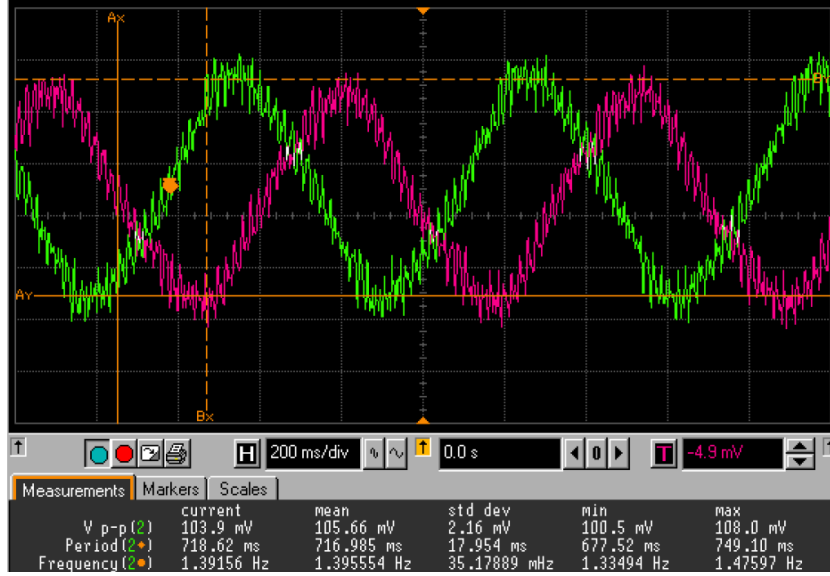 Ax
By
Ay
Bx
H 200 ms/div 0.0 s 0 T -4.9 mV
Measurements Markers Scales
current mean std dev min max
V p-p(2) 103.9 mV 105.66 mV 2.16 mV 100.5 mV 108.0 mV
Period(2) 718.62 ms 716.985 ms 17.954 ms 677.52 ms 749.10 ms
Frequency(2) 1.39156 Hz 1.395554 Hz 35.17889 mHz 1.33494 Hz 1.47597 Hz